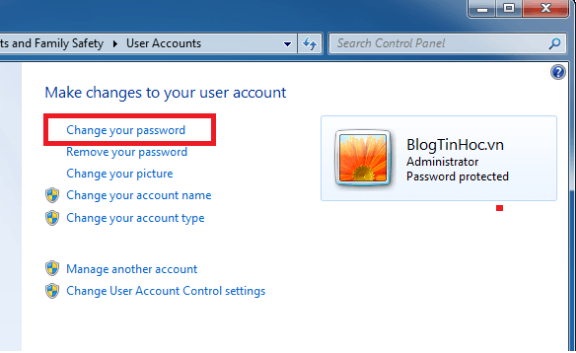 ts and Family Safety ▸ User Accounts
Search Control Panel
Make changes to your user account
Change your password
Remove your password
Change your picture
Change your account name
Change your account type
Manage another account
Change User Account Control settings
BlogTinHoc.vn
Administrator
Password protected